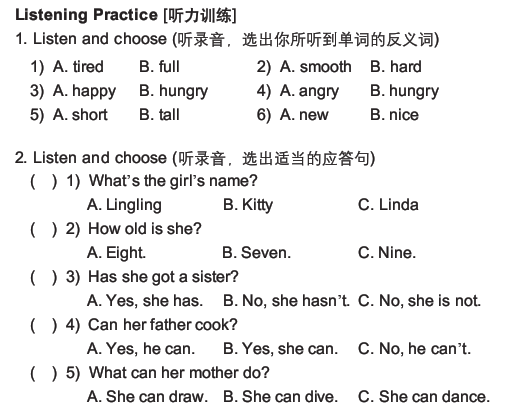 Listening Practice [听力训练]
1. Listen and choose (听录音，选出你所听到单词的反义词)
1) A. tired B. full 2) A. smooth B. hard
3) A. happy B. hungry 4) A. angry B. hungry
5) A. short B. tall 6) A. new B. nice
2. Listen and choose (听录音，选出适当的应答句)
( ) 1) What's the girl's name?
A. Lingling B. Kitty C. Linda
( ) 2) How old is she?
A. Eight. B. Seven. C. Nine.
( ) 3) Has she got a sister?
A. Yes, she has. B. No, she hasn't. C. No, she is not.
( ) 4) Can her father cook?
A. Yes, he can. B. Yes, she can. C. No, he can't.
( ) 5) What can her mother do?
A. She can draw. B. She can dive. C. She can dance.